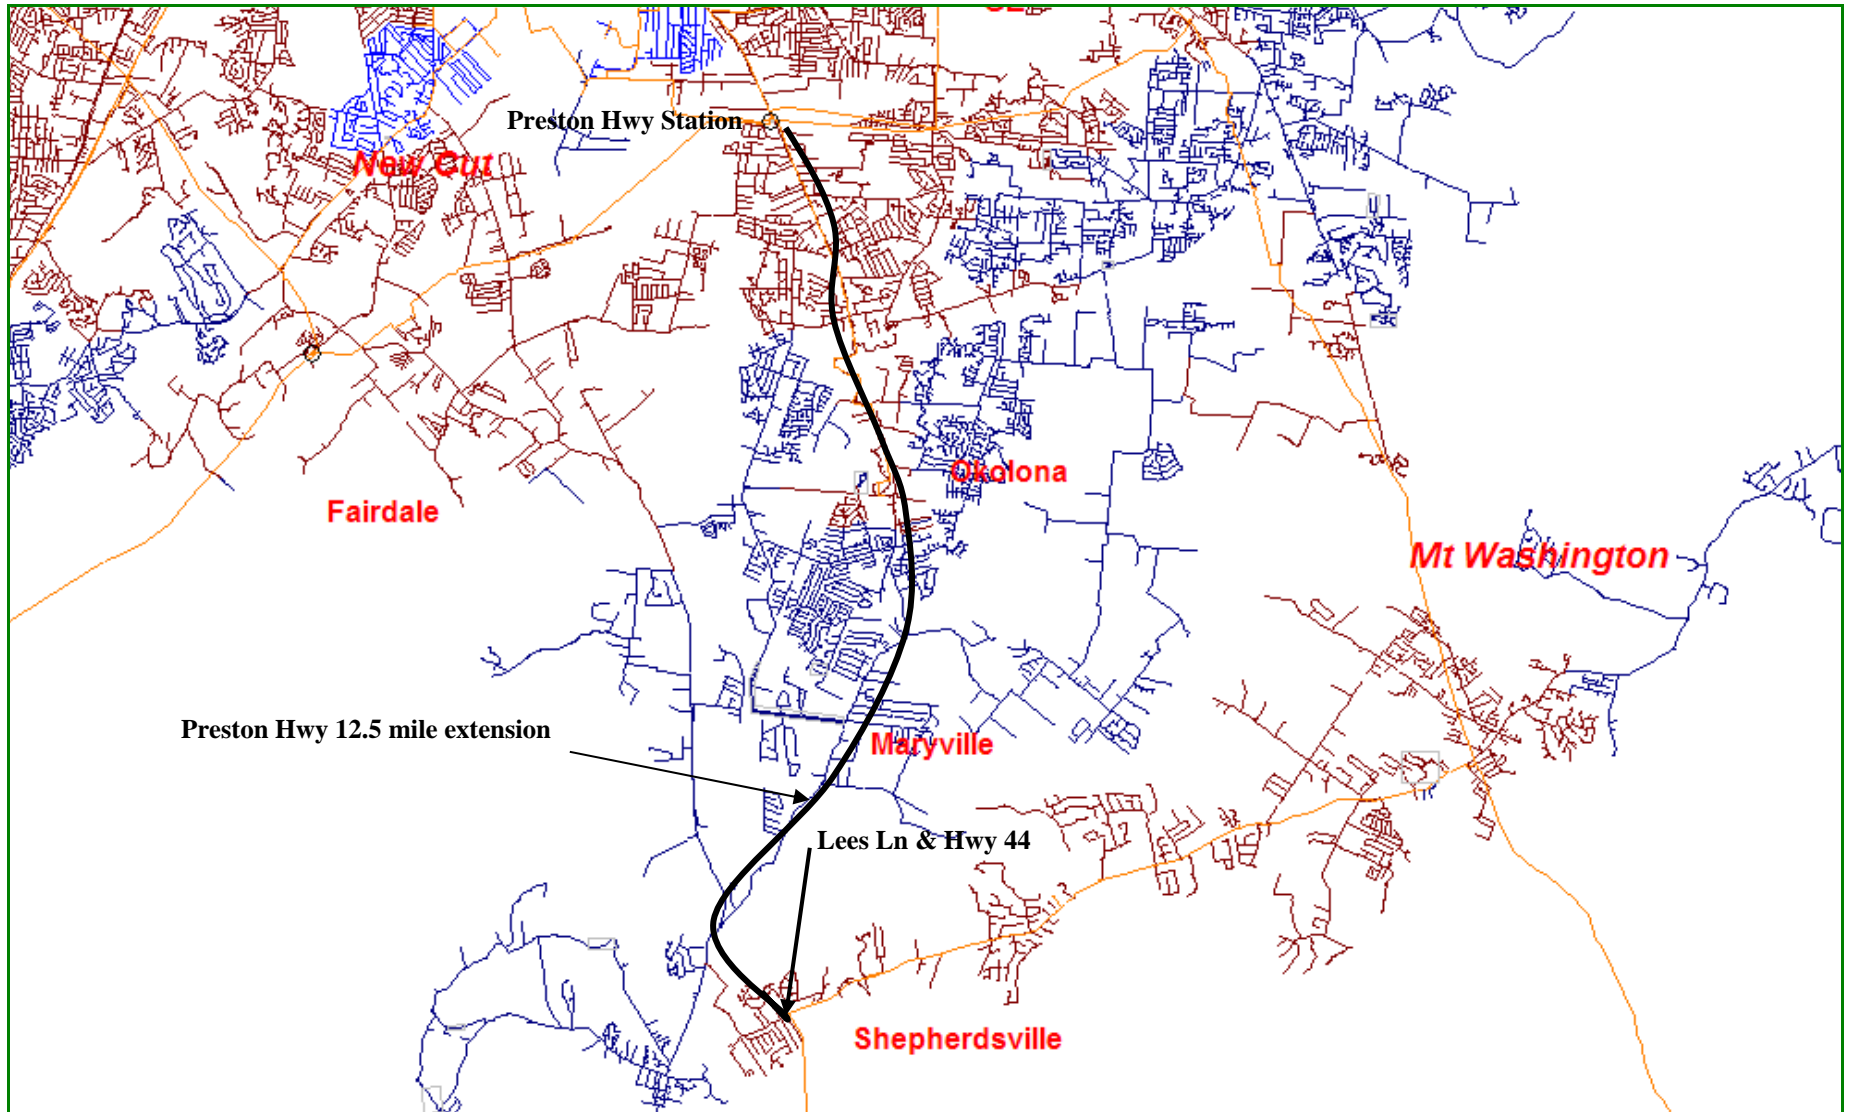 Preston Hwy Station
New Cut
Okolona
Fairdale
Mt Washington
Preston Hwy 12.5 mile extension
Maryville
Lees Ln & Hwy 44
Shepherdsville